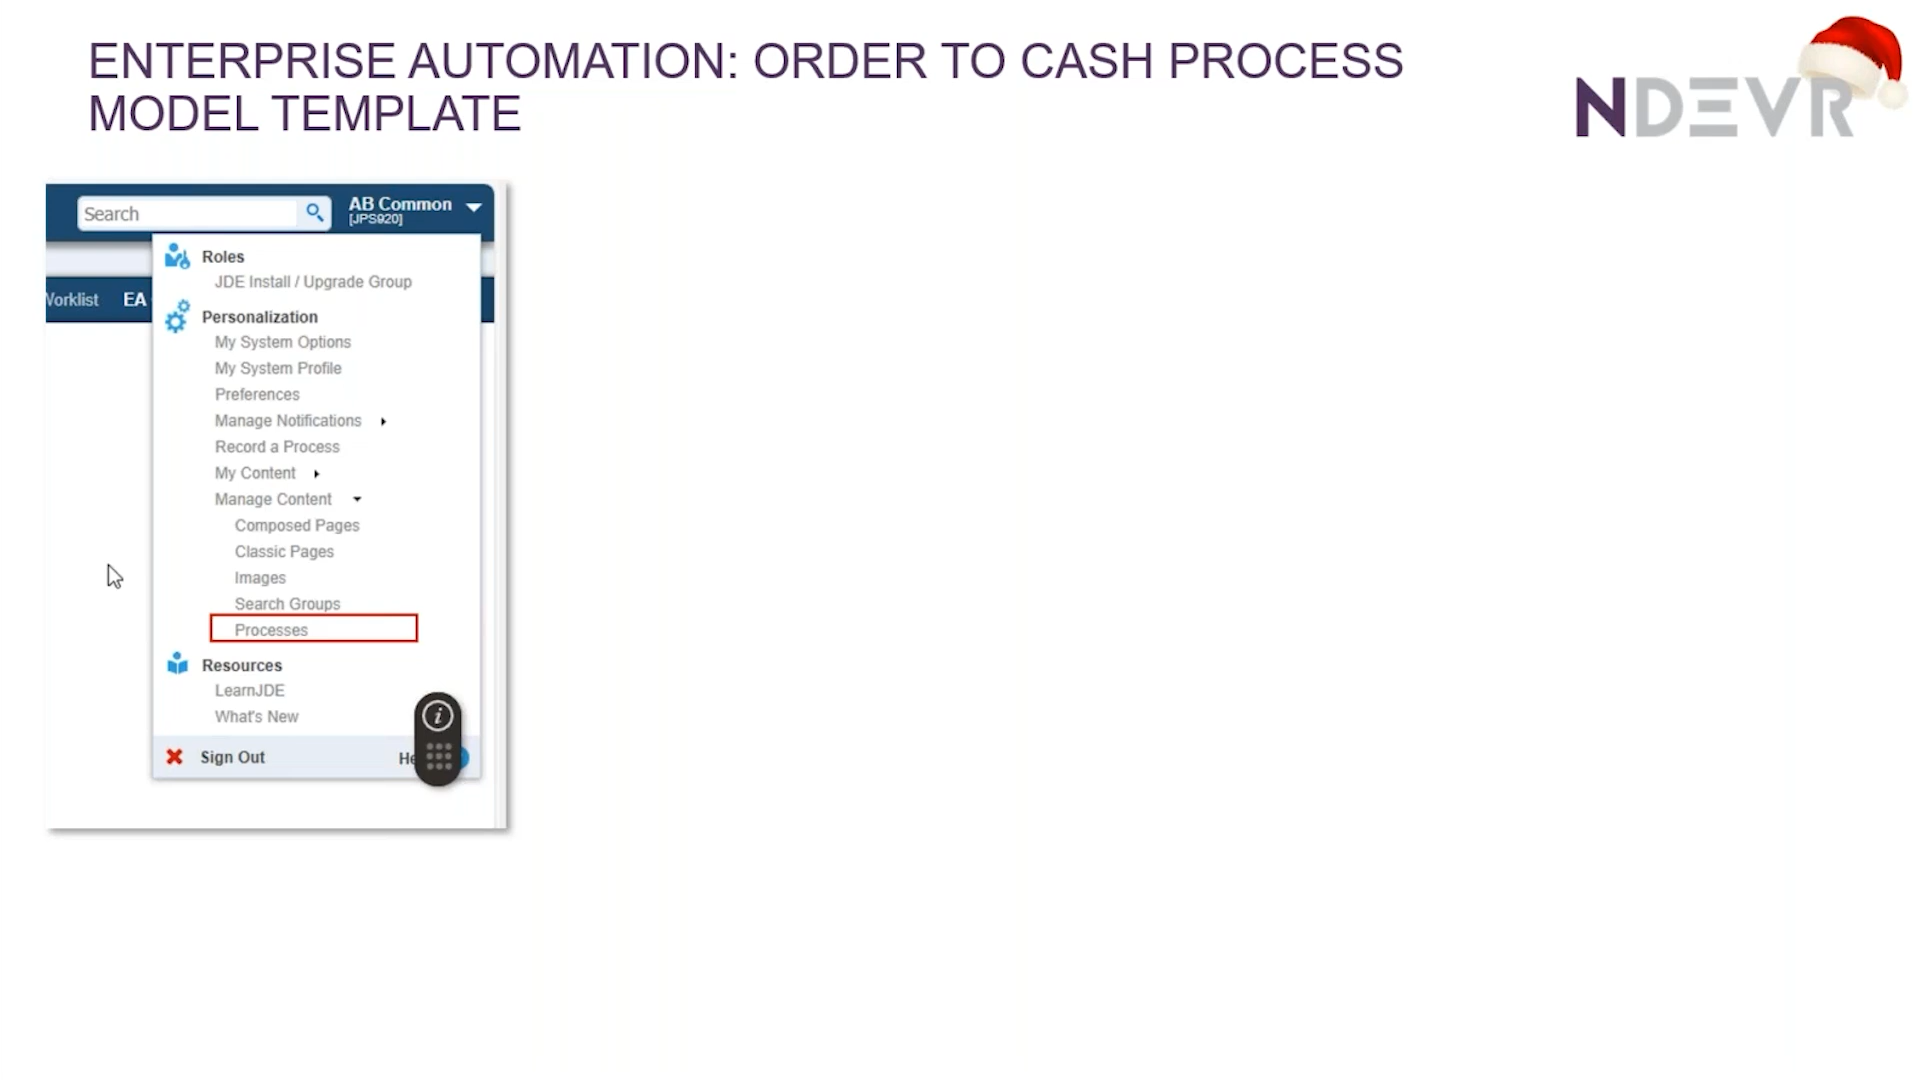 ENTERPRISE AUTOMATION: ORDER TO CASH PROCESS
MODEL TEMPLATE
NDEVR
Search
AB Common
[JPS920]
EA
Roles
JDE Install / Upgrade Group
Personalization
My System Options
My System Profile
Preferences
Manage Notifications
Record a Process
My Content
Manage Content
Composed Pages
Classic Pages
Images
Search Groups
Processes
Resources
LearnJDE
What's New
Sign Out